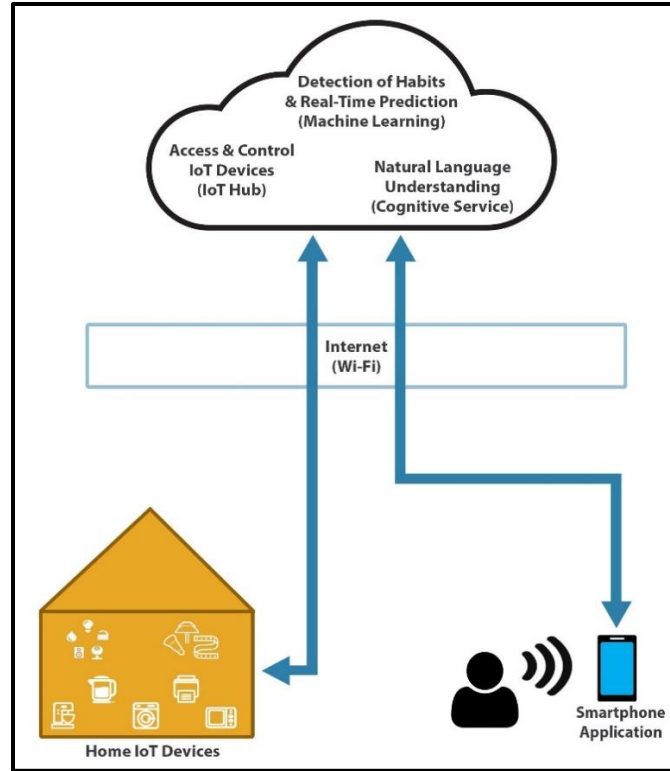 Detection of Habits
& Real-Time Prediction
(Machine Learning)
Access & Control
IoT Devices
(IoT Hub)
Natural Language
Understanding
(Cognitive Service)
Internet
(Wi-Fi)
Home IoT Devices
Smartphone
Application